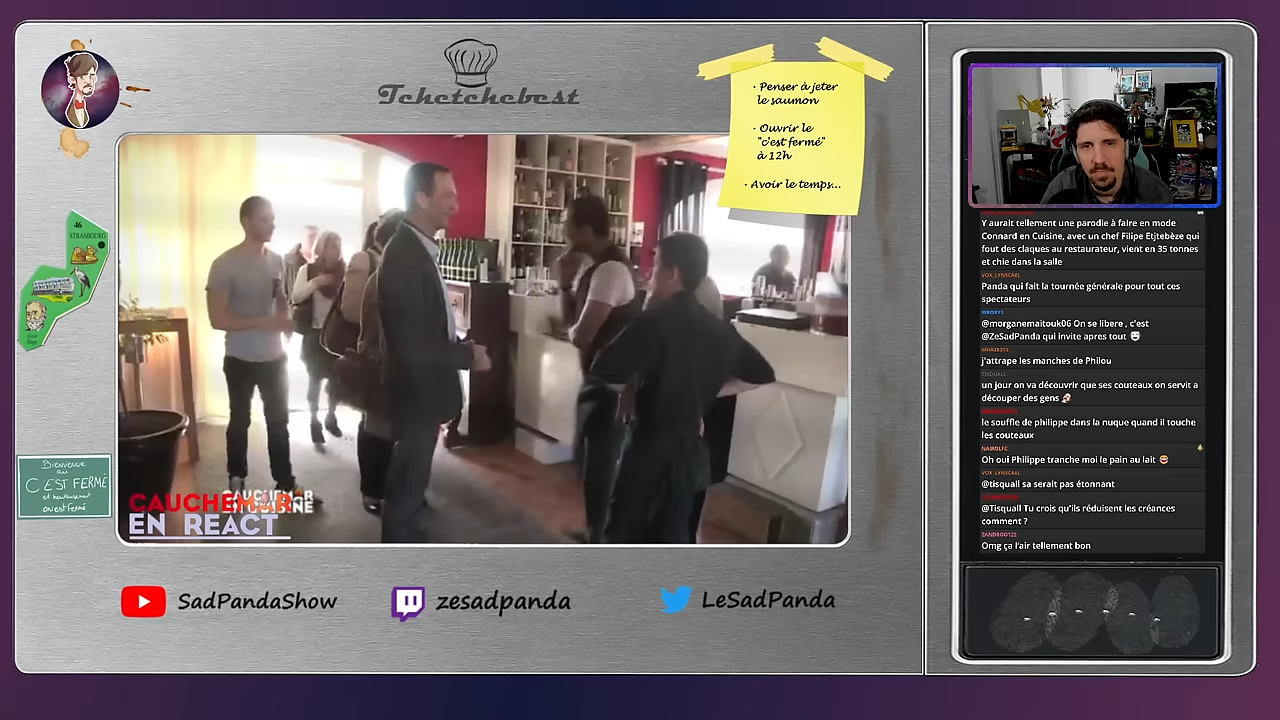 Tchetchebest
· Penser à jeter
le saumon
· Ouvrir le
"c'est fermé"
à 12h
· Avoir le temps...
46
STRASBOURG
Bienvenue
au
C'EST FERMÉ
et heureusement
on est fermé
CAUCHEMAR
EN REACT
SadPandaShow
zesadpanda
LeSadPanda
Y aurait tellement une parodie à faire en mode
Connard en Cuisine, avec un chef Filipe Etjtebèze qui
fout des claques au restaurateur, vient en 35 tonnes
et chie dans la salle
VOX_LYNSCAEL
Panda qui fait la tournée générale pour tout ces
spectateurs
@morganemaitouk06 On se libere , c'est
@ZeSadPanda qui invite apres tout
j'attrape les manches de Philou
TISQUALL
un jour on va découvrir que ses couteaux on servit a
découper des gens
le souffle de philippe dans la nuque quand il touche
les couteaux
NAIROLFC
Oh oui Philippe tranche moi le pain au lait
VOX_LYNSCAEL
@tisquall sa serait pas étonnant
@Tisquall Tu crois qu'ils réduisent les créances
comment ?
ZANDROO122
Omg ça l'air tellement bon